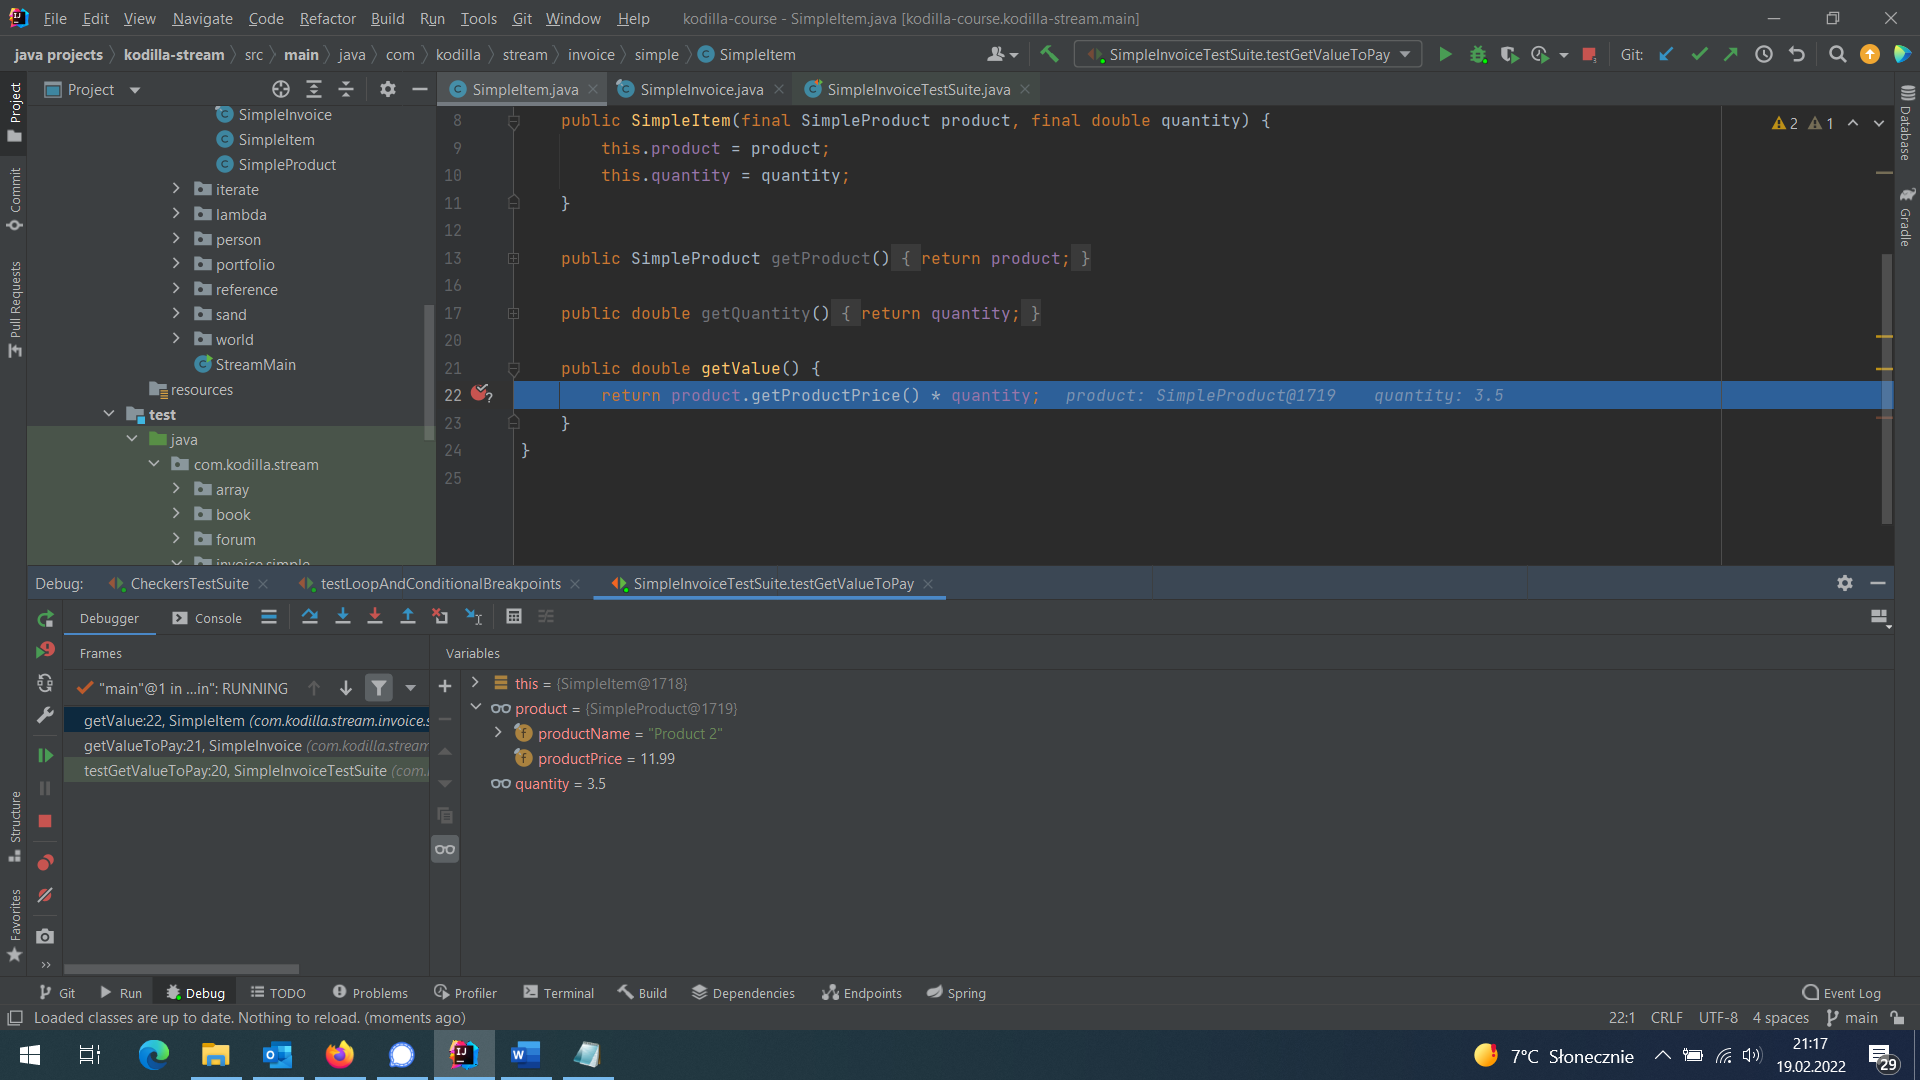 File Edit View Navigate Code Refactor Build Run Tools Git Window Help kodilla-course - SimpleItem.java [kodilla-course.kodilla-stream.main]
java projects kodilla-stream src main java com kodilla stream invoice simple SimpleItem SimpleInvoiceTestSuite.testGetValueToPay Git:
Project
SimpleItem.java SimpleInvoice.java SimpleInvoiceTestSuite.java
Project
Commit
Pull Requests
Structure
Favorites
Database
Gradle
SimpleInvoice
SimpleItem
SimpleProduct
iterate
lambda
person
portfolio
reference
sand
world
StreamMain
resources
test
java
com.kodilla.stream
array
book
forum
invoice.simple
2 1
8 public SimpleItem(final SimpleProduct product, final double quantity) {
9 this.product = product;
10 this.quantity = quantity;
11 }
12
13 public SimpleProduct getProduct() { return product; }
16
17 public double getQuantity() { return quantity; }
20
21 public double getValue() {
22 return product.getProductPrice() * quantity; product: SimpleProduct@1719 quantity: 3.5
23 }
24 }
25
Debug: CheckersTestSuite testLoopAndConditionalBreakpoints SimpleInvoiceTestSuite.testGetValueToPay
Debugger Console
Frames
"main"@1 in ...in": RUNNING
getValue:22, SimpleItem (com.kodilla.stream.invoice.s
getValueToPay:21, SimpleInvoice (com.kodilla.stream
testGetValueToPay:20, SimpleInvoiceTestSuite (com.
Variables
this = {SimpleItem@1718}
product = {SimpleProduct@1719}
productName = "Product 2"
productPrice = 11.99
quantity = 3.5
Git Run Debug TODO Problems Profiler Terminal Build Dependencies Endpoints Spring Event Log
Loaded classes are up to date. Nothing to reload. (moments ago) 22:1 CRLF UTF-8 4 spaces main
7°C Słonecznie
21:17
19.02.2022
29